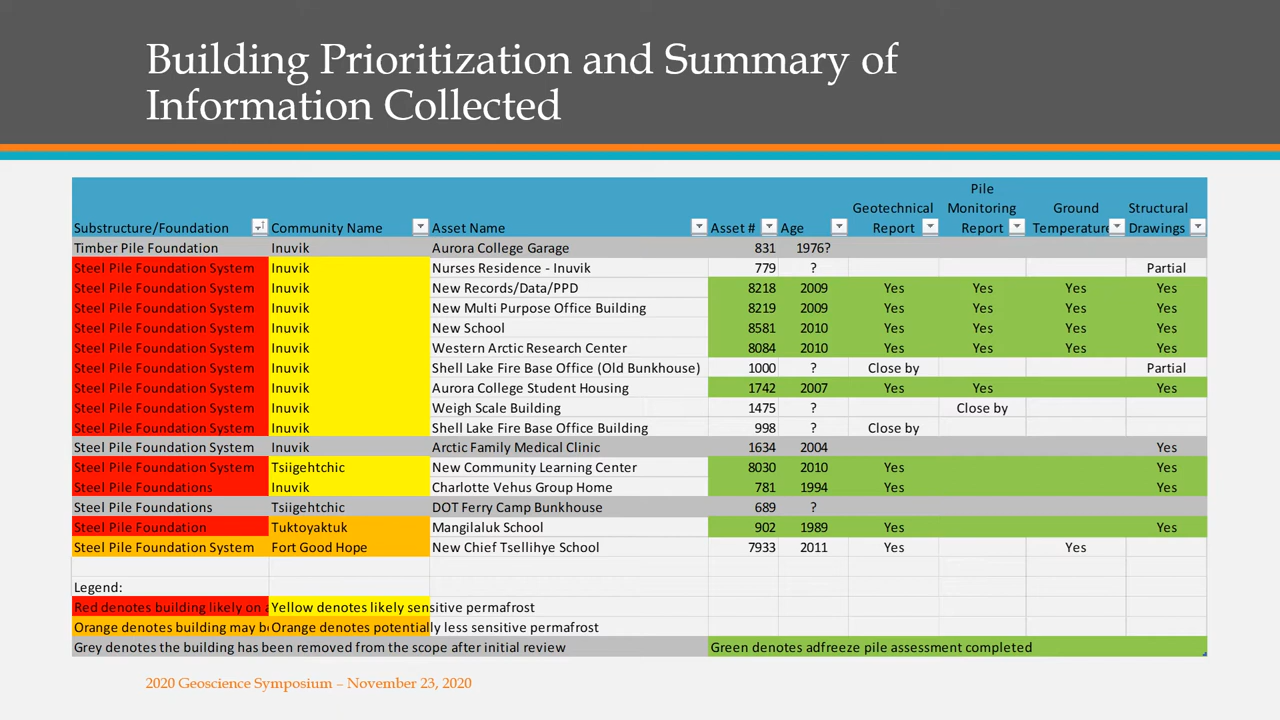 Building Prioritization and Summary of
Information Collected
Substructure/Foundation Community Name Asset Name Asset # Age Geotechnical Report Pile Monitoring Report Ground Temperature Structural Drawings
Timber Pile Foundation Inuvik Aurora College Garage 831 1976?
Steel Pile Foundation System Inuvik Nurses Residence - Inuvik 779 ? Partial
Steel Pile Foundation System Inuvik New Records/Data/PPD 8218 2009 Yes Yes Yes Yes
Steel Pile Foundation System Inuvik New Multi Purpose Office Building 8219 2009 Yes Yes Yes Yes
Steel Pile Foundation System Inuvik New School 8581 2010 Yes Yes Yes Yes
Steel Pile Foundation System Inuvik Western Arctic Research Center 8084 2010 Yes Yes Yes Yes
Steel Pile Foundation System Inuvik Shell Lake Fire Base Office (Old Bunkhouse) 1000 ? Close by Partial
Steel Pile Foundation System Inuvik Aurora College Student Housing 1742 2007 Yes Yes Yes
Steel Pile Foundation System Inuvik Weigh Scale Building 1475 ? Close by
Steel Pile Foundation System Inuvik Shell Lake Fire Base Office Building 998 ? Close by
Steel Pile Foundation System Inuvik Arctic Family Medical Clinic 1634 2004 Yes
Steel Pile Foundation System Tsiigehtchic New Community Learning Center 8030 2010 Yes Yes
Steel Pile Foundations Inuvik Charlotte Vehus Group Home 781 1994 Yes Yes
Steel Pile Foundations Tsiigehtchic DOT Ferry Camp Bunkhouse 689 ?
Steel Pile Foundation Tuktoyaktuk Mangilaluk School 902 1989 Yes Yes
Steel Pile Foundation System Fort Good Hope New Chief Tsellihye School 7933 2011 Yes Yes
Legend:
Red denotes building likely on Yellow denotes likely sensitive permafrost
Orange denotes building may Orange denotes potentially less sensitive permafrost
Grey denotes the building has been removed from the scope after initial review Green denotes adfreeze pile assessment completed
2020 Geoscience Symposium – November 23, 2020